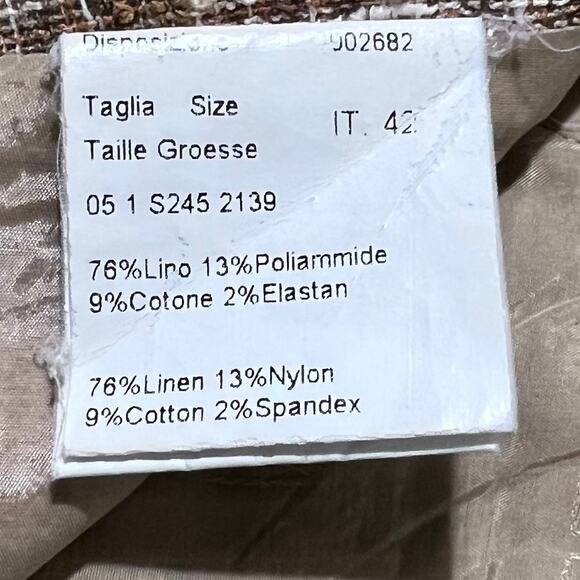 Disposizione 902682
Taglia Size
IT. 42
Taille Groesse
05 1 S245 2139
76%Lino 13%Poliammide
9%Cotone 2%Elastan
76%Linen 13%Nylon
9%Cotton 2%Spandex